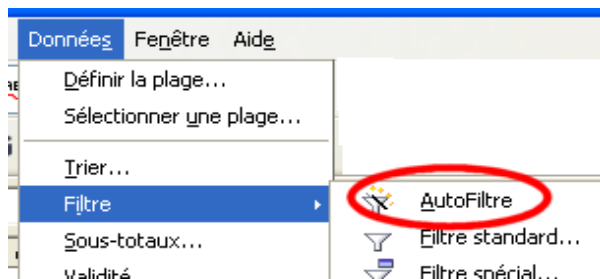 Données Fenêtre Aide
Définir la plage...
Sélectionner une plage...
Trier...
Filtre
AutoFiltre
Sous-totaux...
Filtre standard...
Validité
Filtre spécial...